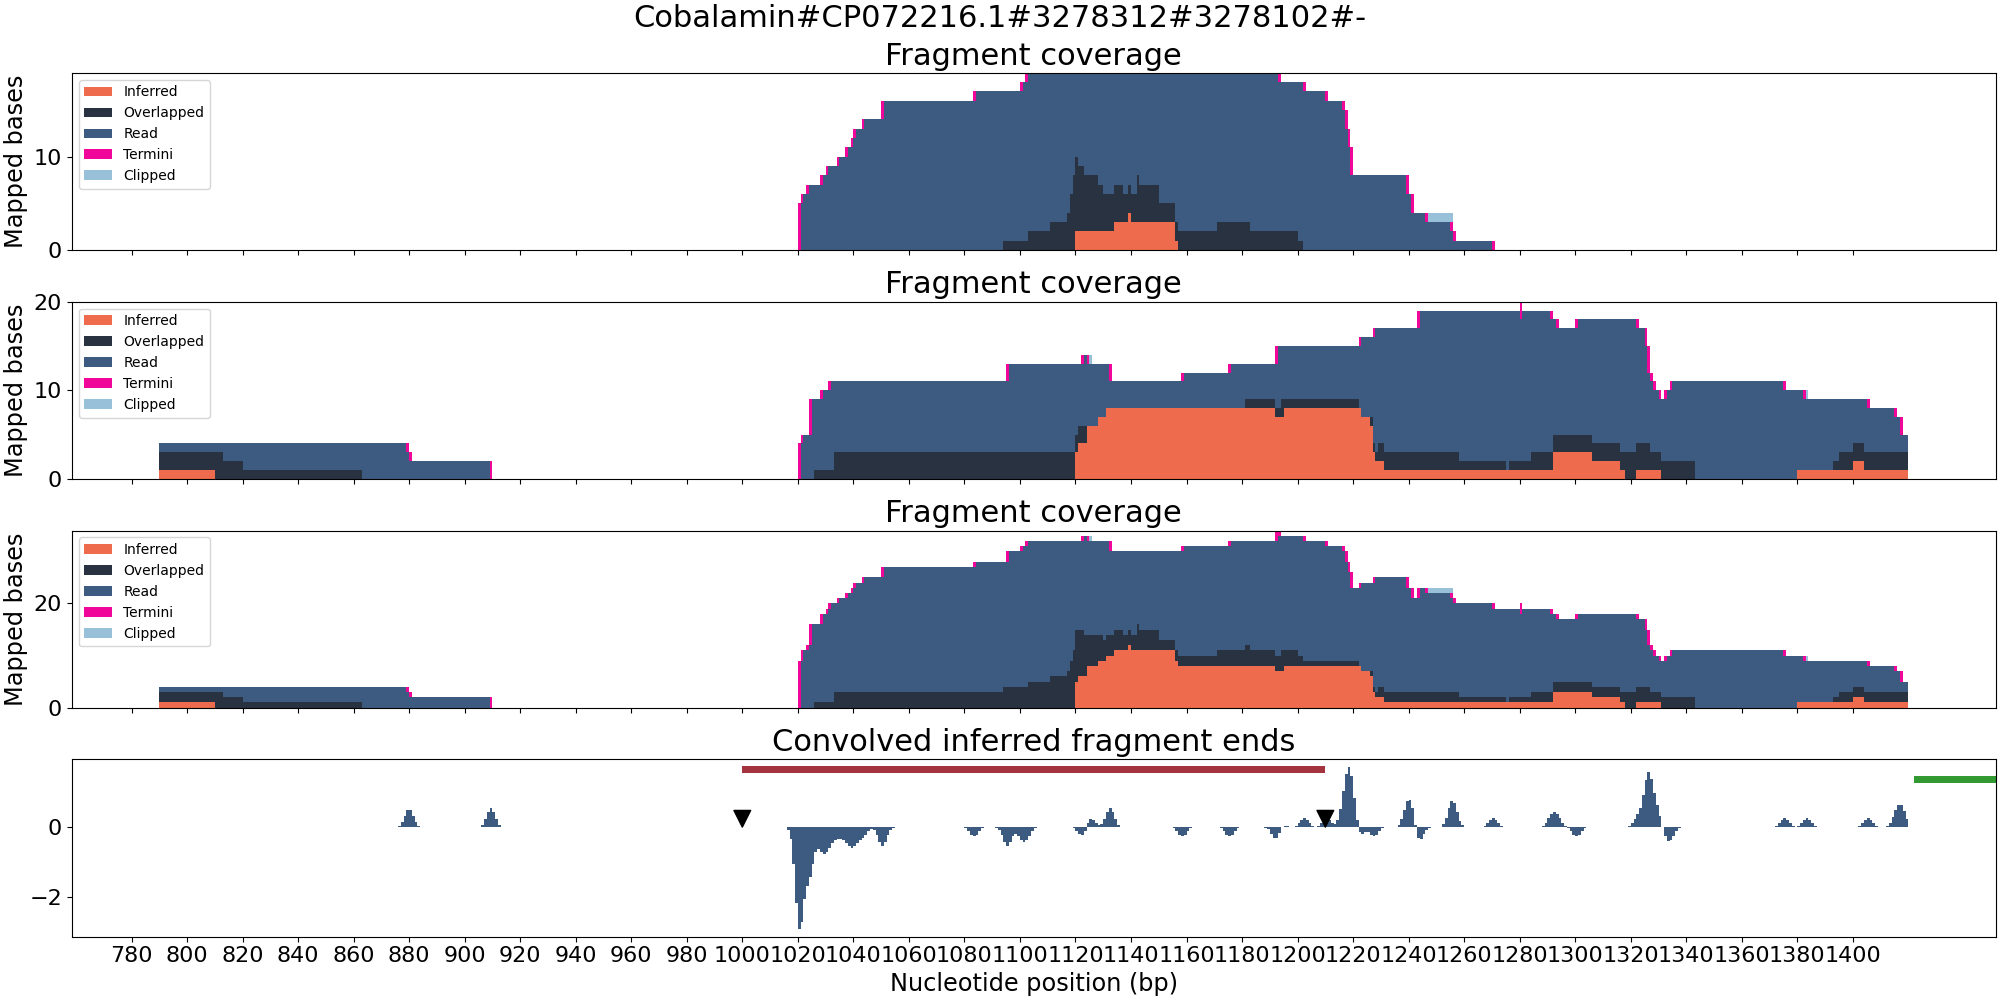 Cobalamin#CP072216.1#3278312#3278102#-
Fragment coverage
Mapped bases
10
0
Inferred
Overlapped
Read
Termini
Clipped
Fragment coverage
Mapped bases
20
10
0
Inferred
Overlapped
Read
Termini
Clipped
Fragment coverage
Mapped bases
20
0
Inferred
Overlapped
Read
Termini
Clipped
Convolved inferred fragment ends
0
−2
780 800 820 840 860 880 900 920 940 960 980 1000 1020 1040 1060 1080 1100 1120 1140 1160 1180 1200 1220 1240 1260 1280 1300 1320 1340 1360 1380 1400
Nucleotide position (bp)